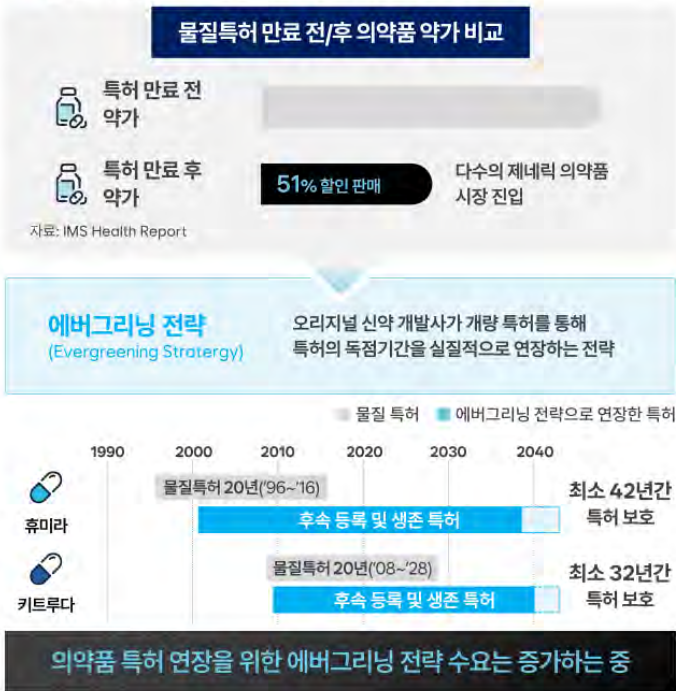 물질특허 만료 전/후 의약품 약가 비교
특허 만료 전
약가
특허 만료 후
약가
51% 할인 판매
다수의 제네릭 의약품
시장 진입
자료: IMS Health Report
에버그리닝 전략
(Evergreening Stratergy)
오리지널 신약 개발사가 개량 특허를 통해
특허의 독점기간을 실질적으로 연장하는 전략
물질 특허
에버그리닝 전략으로 연장한 특허
1990 2000 2010 2020 2030 2040
휴미라
물질특허 20년('96~'16)
후속 등록 및 생존 특허
최소 42년간
특허 보호
키트루다
물질특허 20년('08~'28)
후속 등록 및 생존 특허
최소 32년간
특허 보호
의약품 특허 연장을 위한 에버그리닝 전략 수요는 증가하는 중